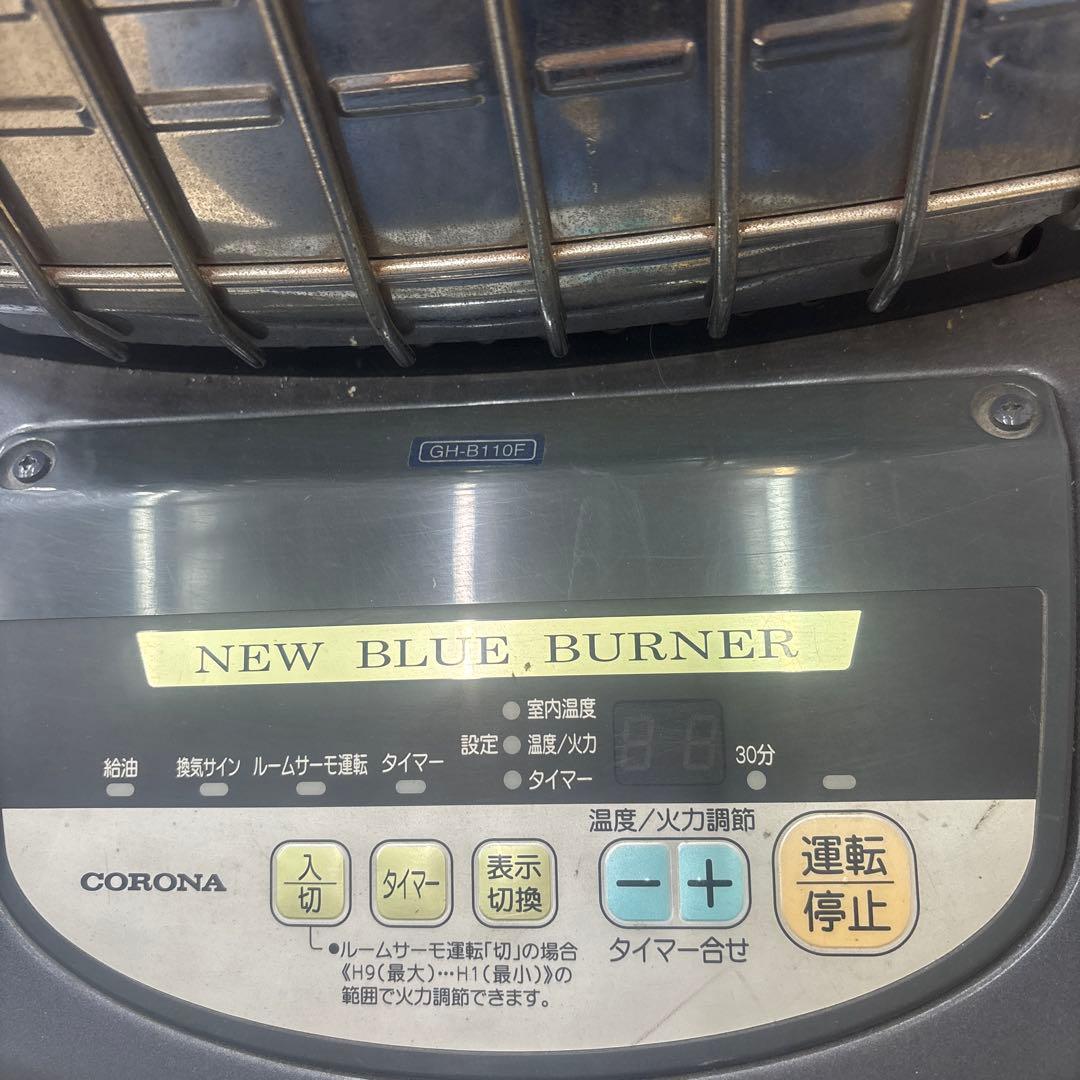 GH-B110F
NEW BLUE BURNER
室内温度
設定 温度/火力
タイマー
30分
給油 換気サイン ルームサーモ運転 タイマー
温度/火力調節
CORONA
入
切
タイマー
表示
切換
− +
運転
停止
タイマー合せ
●ルームサーモ運転「切」の場合
《H9(最大)…H.1(最小)》の
範囲で火力調節できます。